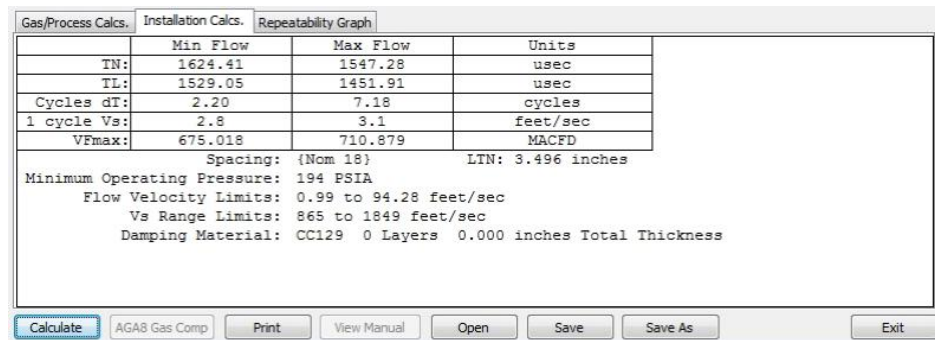 Gas/Process Calcs. Installation Calcs. Repeatability Graph
Min Flow Max Flow Units
TN: 1624.41 1547.28 usec
TL: 1529.05 1451.91 usec
Cycles dT: 2.20 7.18 cycles
1 cycle Vs: 2.8 3.1 feet/sec
VFmax: 675.018 710.879 MACFD
Spacing: {Nom 18} LTN: 3.496 inches
Minimum Operating Pressure: 194 PSIA
Flow Velocity Limits: 0.99 to 94.28 feet/sec
Vs Range Limits: 865 to 1849 feet/sec
Damping Material: CC129 0 Layers 0.000 inches Total Thickness
Calculate AGA8 Gas Comp Print View Manual Open Save Save As Exit